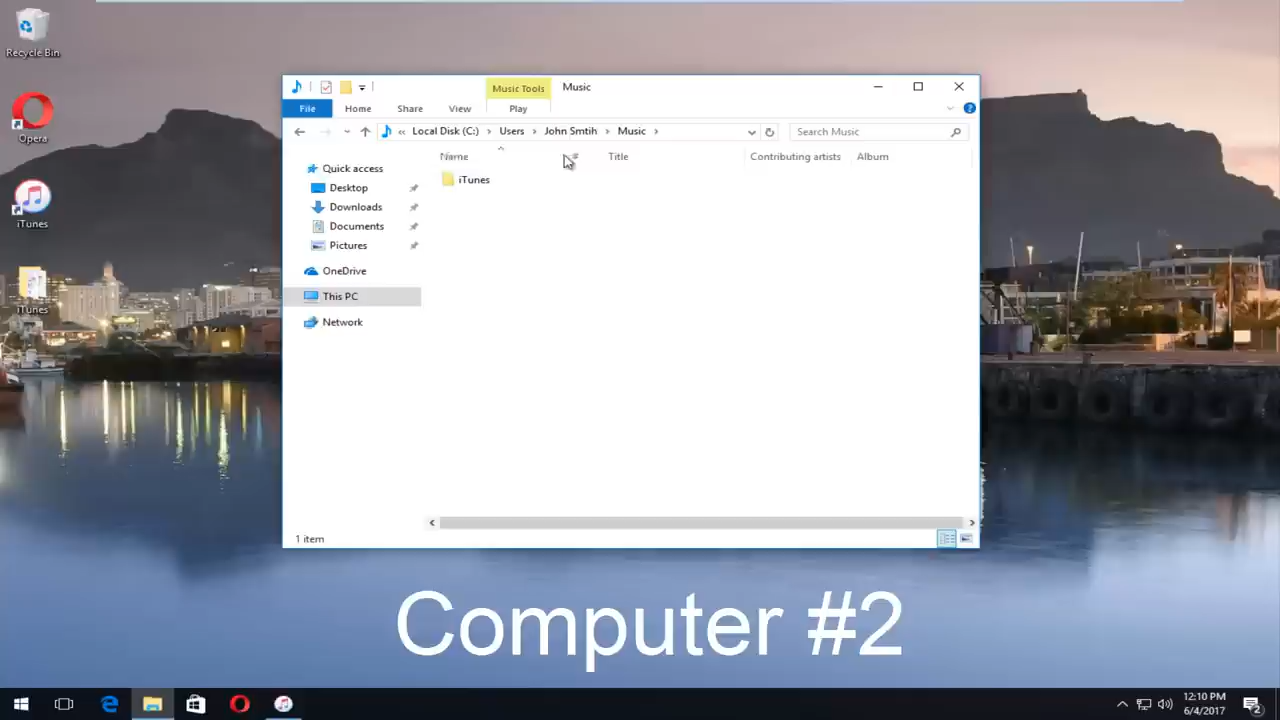 Recycle Bin
Opera
iTunes
iTunes
Music Tools
Music
File
Home
Share
View
Play
« Local Disk (C:) › Users › John Smtih › Music ›
Search Music
Name
#
Title
Contributing artists
Album
Quick access
Desktop
Downloads
Documents
Pictures
OneDrive
This PC
Network
iTunes
1 item
Computer #2
12:10 PM
6/4/2017
2